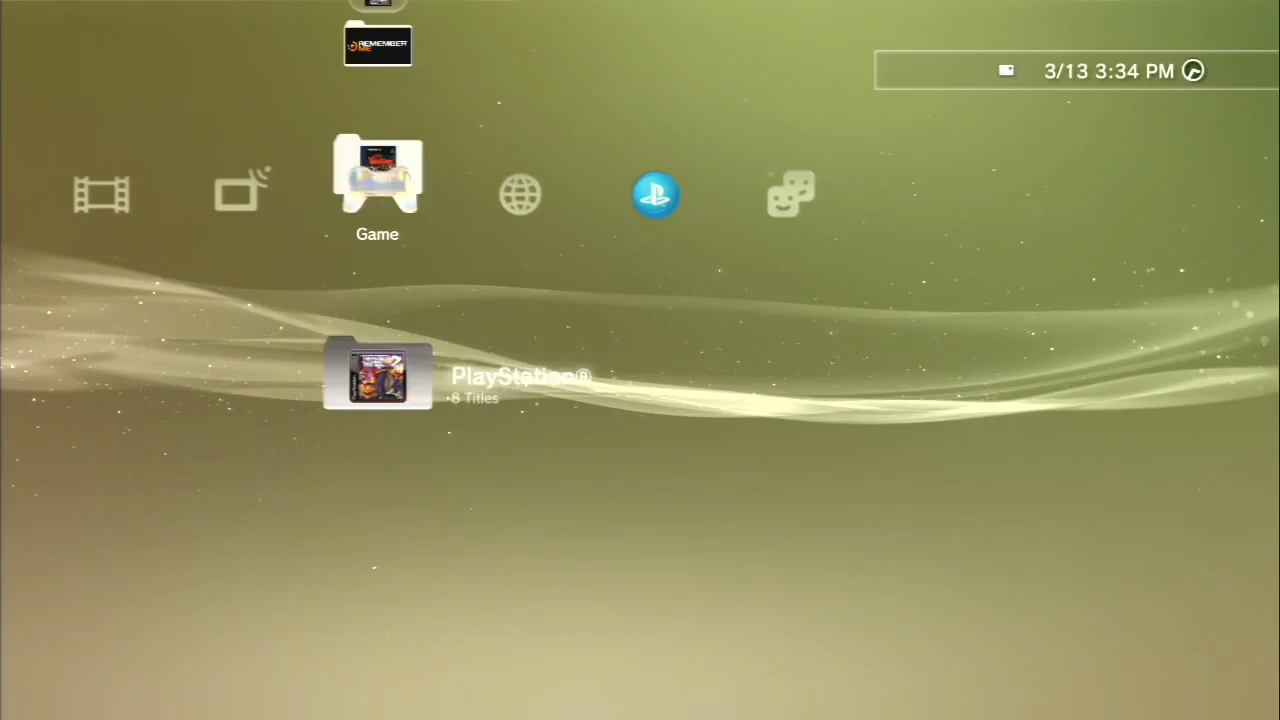 REMEMBER
ME
3/13 3:34 PM
Game
PlayStation®
8 Titles